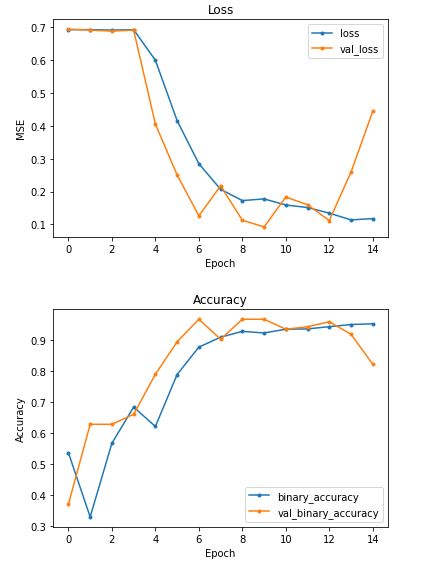 Loss
0.7
0.6
0.5
0.4
0.3
0.2
0.1
MSE
loss
val_loss
0 2 4 6 8 10 12 14
Epoch
Accuracy
0.9
0.8
0.7
0.6
0.5
0.4
0.3
Accuracy
binary_accuracy
val_binary_accuracy
0 2 4 6 8 10 12 14
Epoch